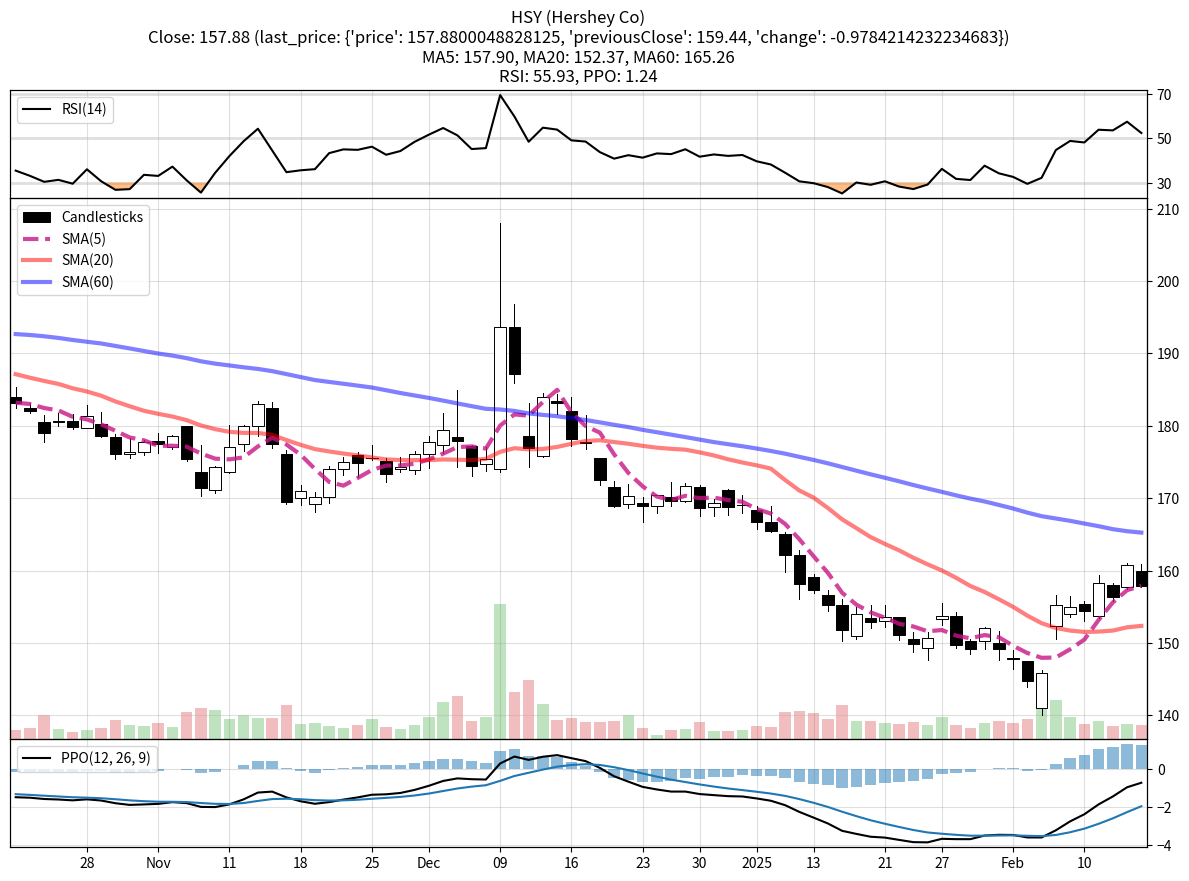 HSY (Hershey Co)
Close: 157.88 (last_price: {'price': 157.8800048828125, 'previousClose': 159.44, 'change': -0.9784214232234683})
MA5: 157.90, MA20: 152.37, MA60: 165.26
RSI: 55.93, PPO: 1.24
RSI(14)
70
50
30
Candlesticks
SMA(5)
SMA(20)
SMA(60)
210
200
190
180
170
160
150
140
PPO(12, 26, 9)
0
−2
−4
28 Nov 11 18 25 Dec 09 16 23 30 2025 13 21 27 Feb 10